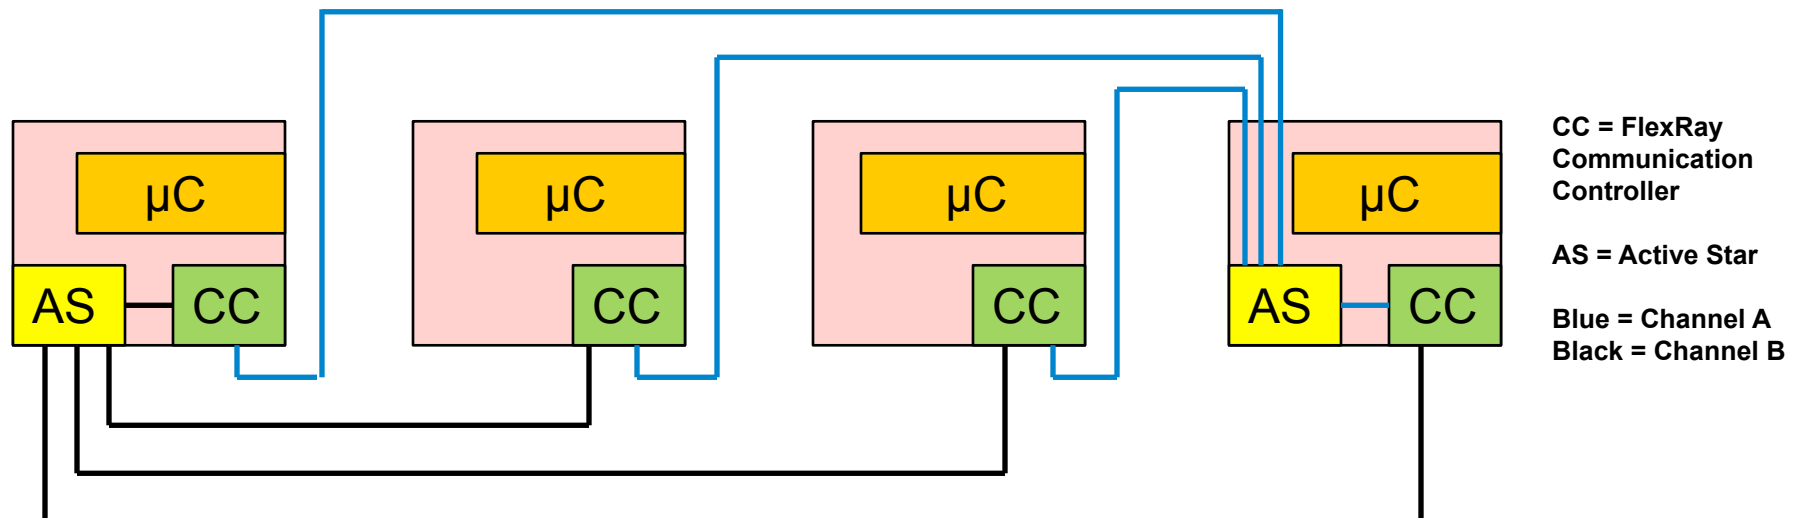 µC
µC
µC
µC
AS
CC
CC
CC
AS
CC
CC = FlexRay
Communication
Controller
AS = Active Star
Blue = Channel A
Black = Channel B